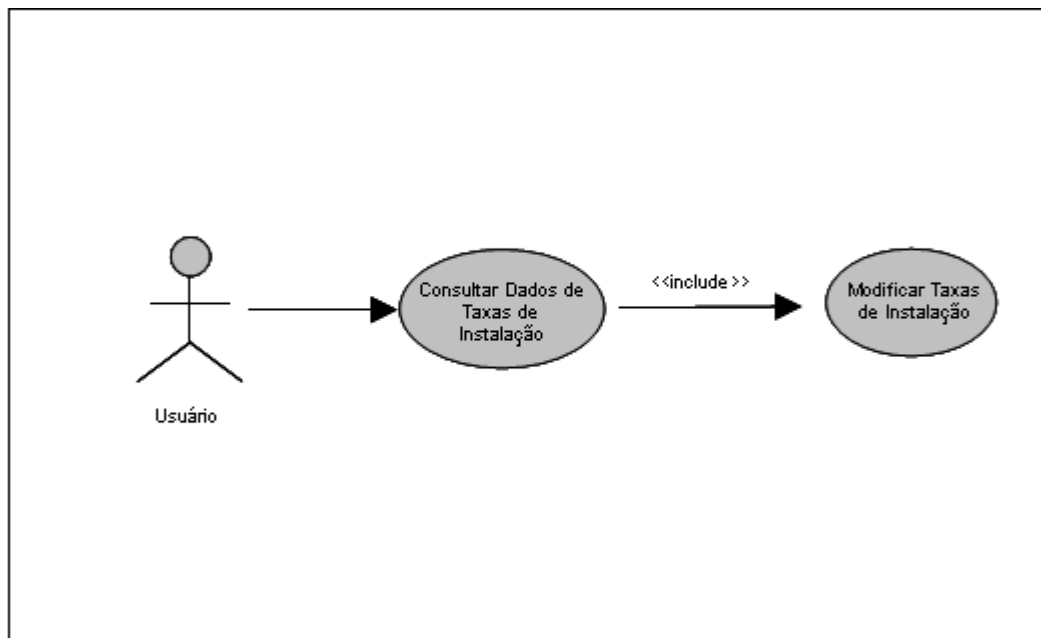 Usuário
Consultar Dados de
Taxas de
Instalação
<<include >>
Modificar Taxas
de Instalação